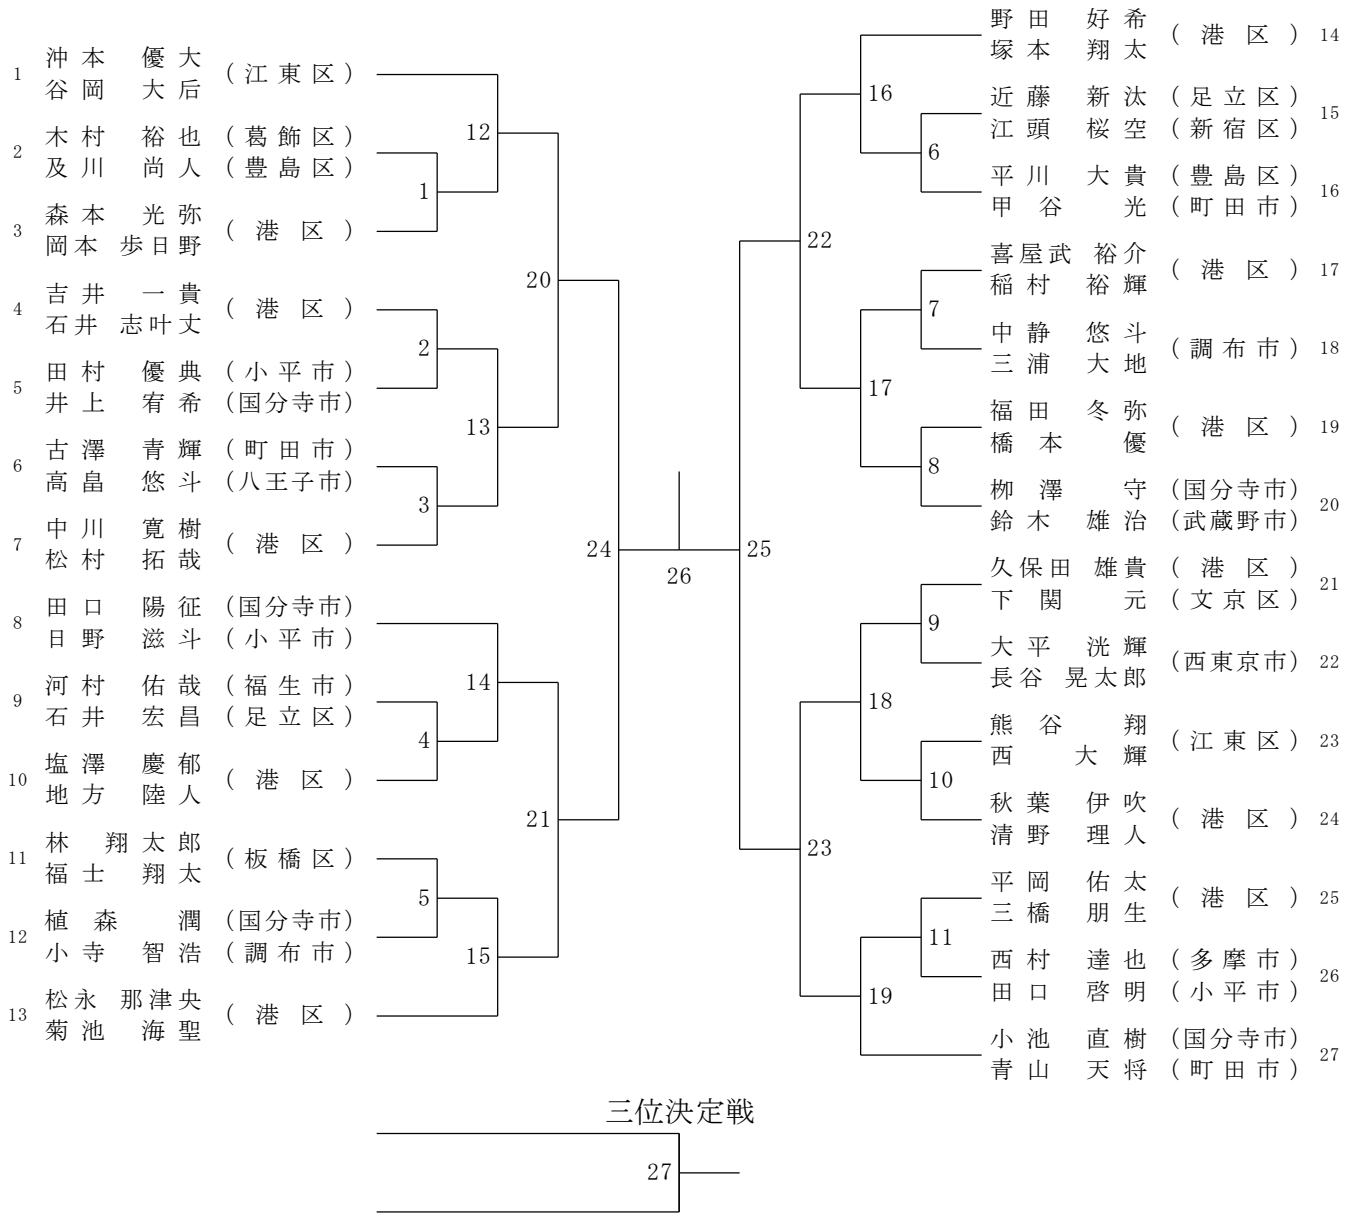 1 沖本 優大 (江東区)
谷岡 大后
2 木村 裕也 (葛飾区)
及川 尚人 (豊島区)
3 森本 光弥 (港区)
岡本 歩日野
4 吉井 一貴 (港区)
石井 志叶丈
5 田村 優典 (小平市)
井上 宥希 (国分寺市)
6 古澤 青輝 (町田市)
高畠 悠斗 (八王子市)
7 中川 寛樹 (港区)
松村 拓哉
8 田口 陽征 (国分寺市)
日野 滋斗 (小平市)
9 河村 佑哉 (福生市)
石井 宏昌 (足立区)
10 塩澤 慶郁 (港区)
地方 陸人
11 林 翔太郎 (板橋区)
福士 翔太
12 植森 潤 (国分寺市)
小寺 智浩 (調布市)
13 松永 那津央 (港区)
菊池 海聖
12
1
20
2
13
3
24
14
4
21
5
15
26
25
16
6
22
7
17
8
9
18
10
23
11
19
野田 好希 (港区) 14
塚本 翔太
近藤 新汰 (足立区) 15
江頭 桜空 (新宿区)
平川 大貴 (豊島区) 16
甲谷 光 (町田市)
喜屋武 裕介 (港区) 17
稲村 裕輝
中静 悠斗 (調布市) 18
三浦 大地
福田 冬弥 (港区) 19
橋本 優
栁澤 守 (国分寺市) 20
鈴木 雄治 (武蔵野市)
久保田 雄貴 (港区) 21
下関 元 (文京区)
大平 洸輝 (西東京市) 22
長谷 晃太郎
熊谷 翔 (江東区) 23
西 大輝
秋葉 伊吹 (港区) 24
清野 理人
平岡 佑太 (港区) 25
三橋 朋生
西村 達也 (多摩市) 26
田口 啓明 (小平市)
小池 直樹 (国分寺市) 27
青山 天将 (町田市)
三位決定戦
27